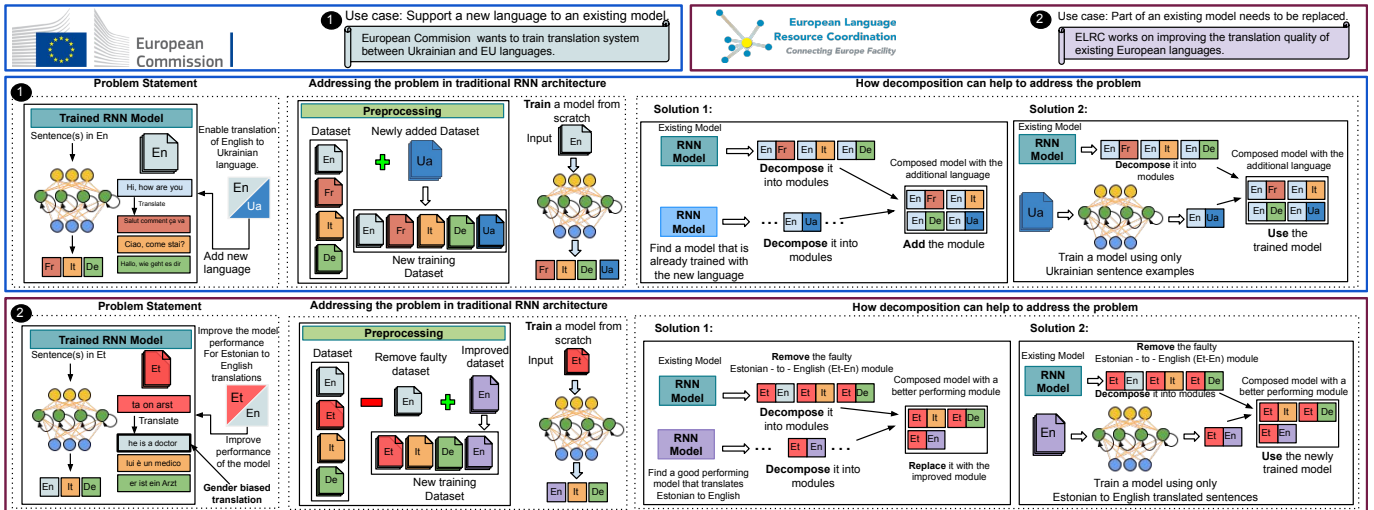 European
Commission
1
Use case: Support a new language to an existing model.
European Commision wants to train translation system
between Ukrainian and EU languages.
European Language
Resource Coordination
Connecting Europe Facility
2
Use case: Part of an existing model needs to be replaced.
ELRC works on improving the translation quality of
existing European languages.
1
Problem Statement
Trained RNN Model
Sentence(s) in En
En
Hi, how are you
Translate
Salut comment ça va
Ciao, come stai?
Hallo, wie geht es dir
Fr It De
Enable translation
of English to
Ukrainian
language.
En
Ua
Add new
language
Addressing the problem in traditional RNN architecture
Preprocessing
Dataset
Newly added Dataset
En
Fr
It
De
Ua
En Fr It De Ua
New training
Dataset
Train a model from
scratch
Input
En
Fr It De Ua
How decomposition can help to address the problem
Solution 1:
Existing Model
RNN
Model
En Fr En It En De
Decompose it
into modules
RNN
Model
... En Ua ...
Decompose it into
modules
Find a model that is
already trained with
the new language
Composed model with the
additional language
En Fr En It
En De En Ua
Add the module
Solution 2:
Existing Model
RNN
Model
En Fr En It En De
Decompose it into
modules
Ua
En Ua
Train a model using only
Ukrainian sentence examples
Composed model with the
additional language
En Fr En It
En De En Ua
Use the
trained model
2
Problem Statement
Trained RNN Model
Sentence(s) in Et
Et
ta on arst
Translate
he is a doctor
lui è un medico
er ist ein Arzt
En It De
Gender biased
translation
Improve the model
performance
For Estonian to
English
translations
Et
En
Improve
performance of
the model
Addressing the problem in traditional RNN architecture
Preprocessing
Dataset
Remove faulty
dataset
Improved
dataset
En
Et
It
De
En
En
Et It De En
New training
Dataset
Train a model from
scratch
Input
Et
En It De
How decomposition can help to address the problem
Solution 1:
Existing Model
RNN
Model
Remove the faulty
Estonian - to - English (Et-En) module
Et En Et It Et De
Decompose it
into modules
RNN
Model
... Et En ...
Decompose it into
modules
Find a good performing
model that translates
Estonian to English
Composed model with a
better performing module
Et It Et De
Et En
Replace it with the
improved module
Solution 2:
Remove the faulty
Estonian - to - English (Et-En) module
Existing Model
RNN
Model
Et En Et It Et De
Decompose it into modules
En
Et En
Train a model using only
Estonian to English translated sentences
Composed model with a
better performing module
Et It Et De
Et En
Use the newly
trained model